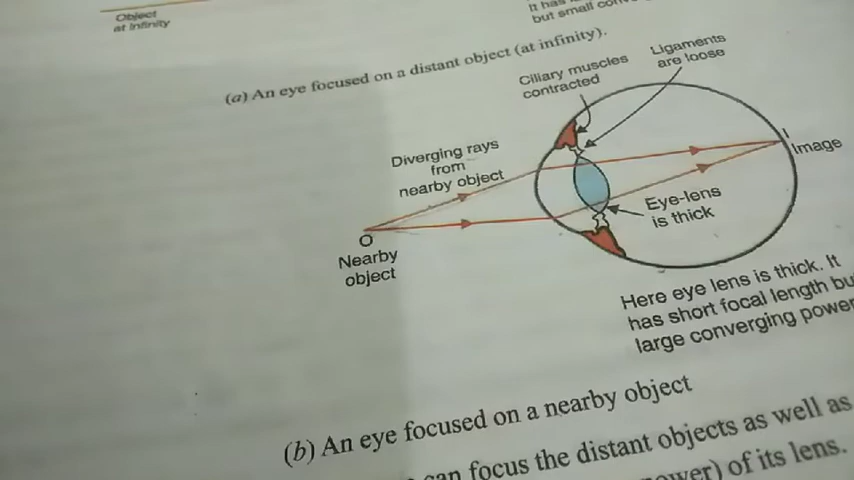 Object
at infinity
It has
but small
(a) An eye focused on a distant object (at infinity).
Ciliary muscles
contracted
Ligaments
are loose
Diverging rays
from
nearby object
I
Image
Eye-lens
is thick
O
Nearby
object
Here eye lens is thick. It
has short focal length but
large converging power
(b) An eye focused on a nearby object
can focus the distant objects as well as
of its lens.